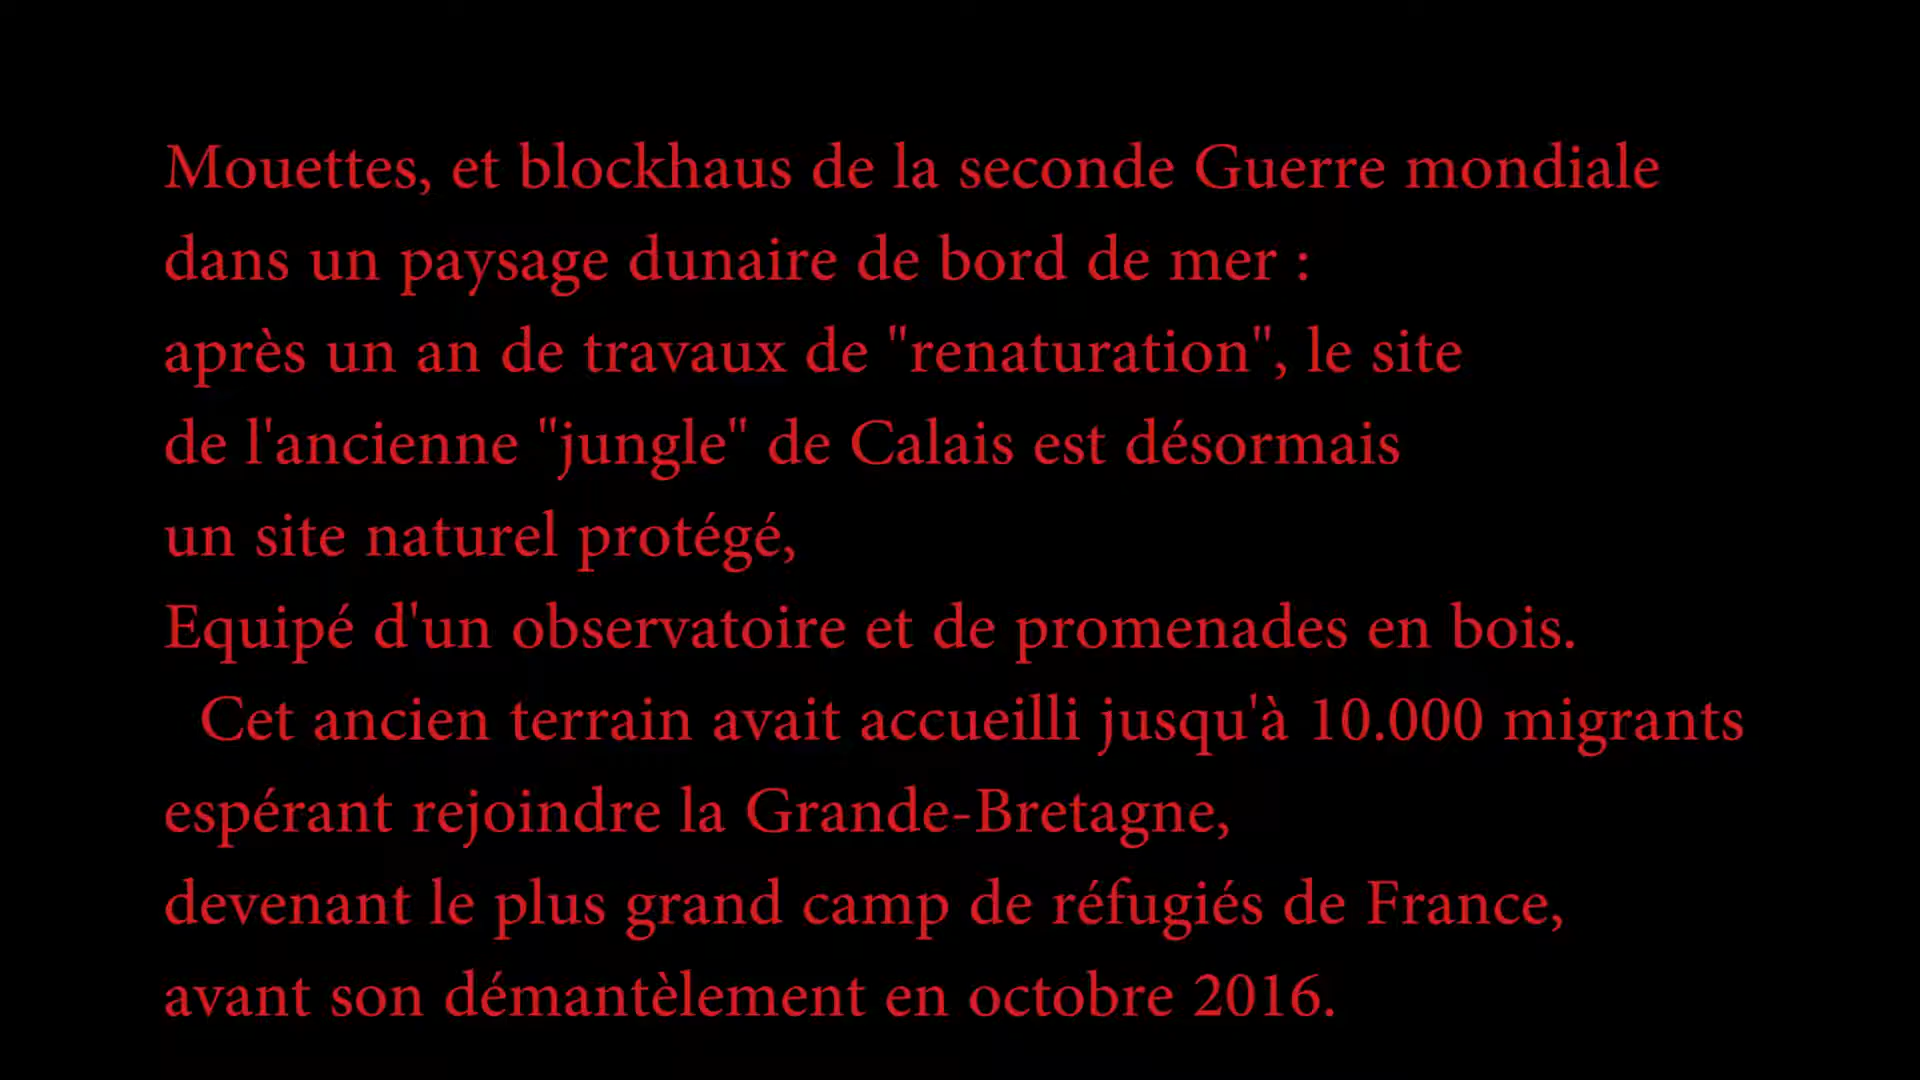 Mouettes, et blockhaus de la seconde Guerre mondiale
dans un paysage dunaire de bord de mer :
après un an de travaux de "renaturation", le site
de l'ancienne "jungle" de Calais est désormais
un site naturel protégé,
Equipé d'un observatoire et de promenades en bois.
Cet ancien terrain avait accueilli jusqu'à 10.000 migrants
espérant rejoindre la Grande-Bretagne,
devenant le plus grand camp de réfugiés de France,
avant son démantèlement en octobre 2016.